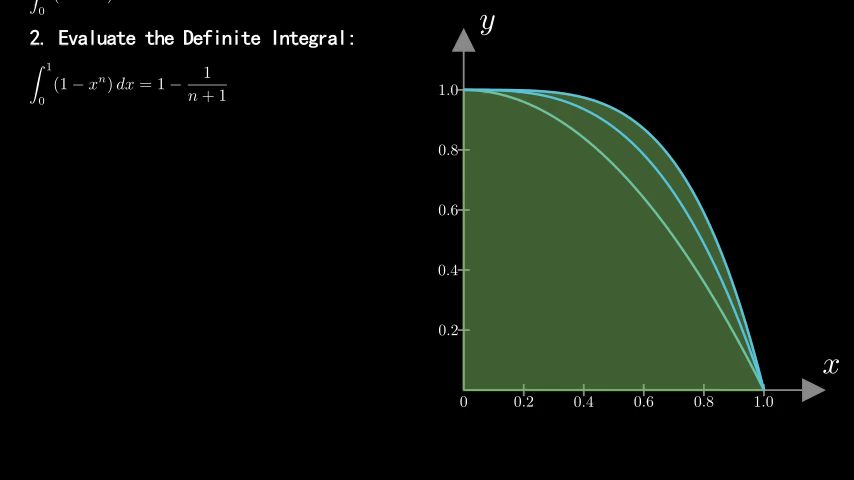 2. Evaluate the Definite Integral:
∫₀¹ (1 − xⁿ) dx = 1 − 1/(n + 1)
y
1.0
0.8
0.6
0.4
0.2
x
0 0.2 0.4 0.6 0.8 1.0